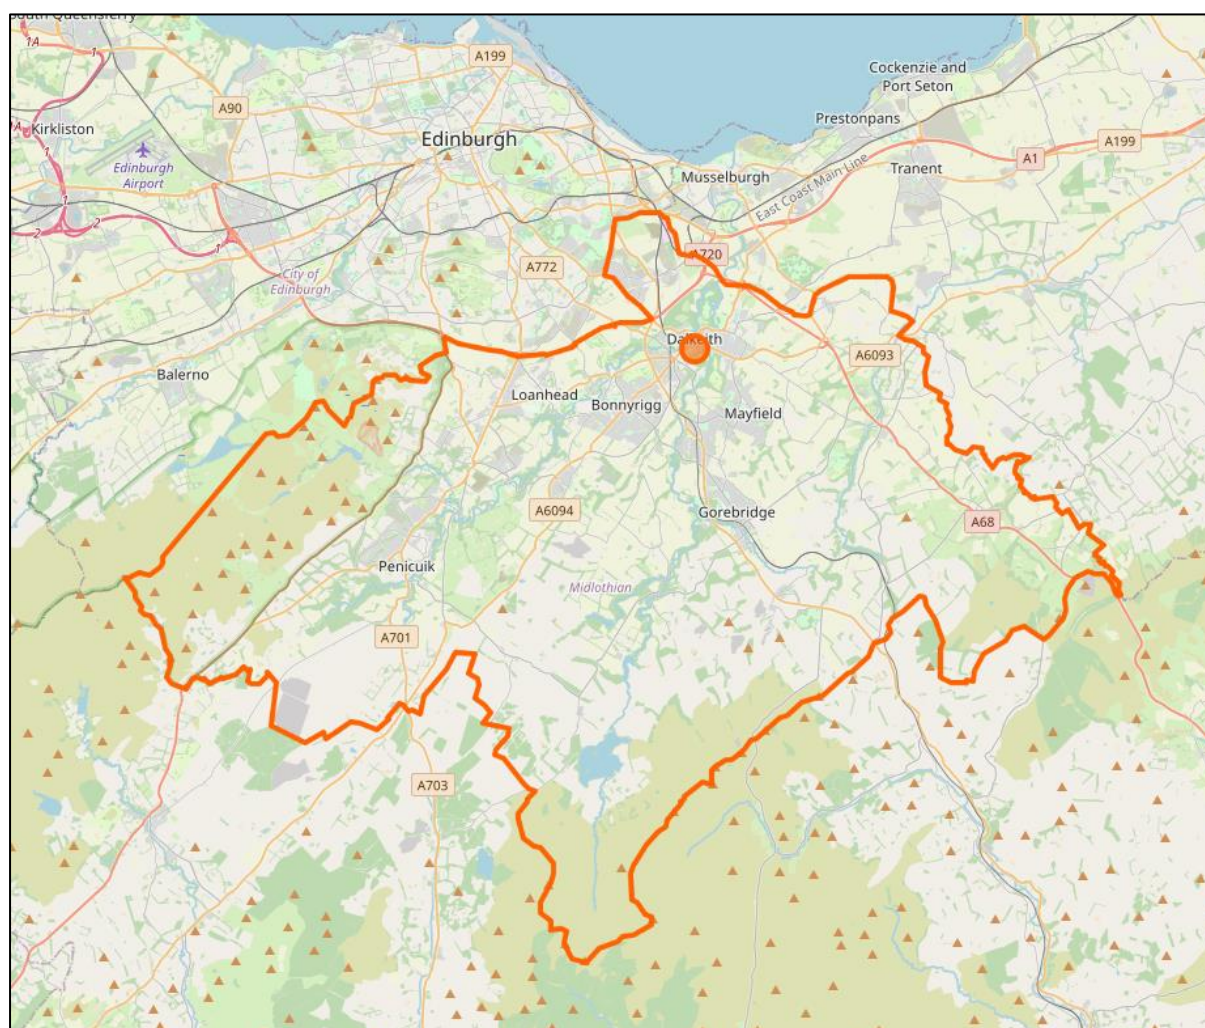 South Queensferry
1A
1
A199
Cockenzie and
Port Seton
A90
1A
Kirkliston
Prestonpans
Edinburgh
A199
1
A1
Edinburgh
Airport
Musselburgh
Tranent
East Coast Main Line
1
2
2
1
A720
A772
City of
Edinburgh
Dalkeith
A6093
Balerno
Loanhead
Bonnyrigg
Mayfield
A6094
Gorebridge
A68
Penicuik
Midlothian
A701
A703